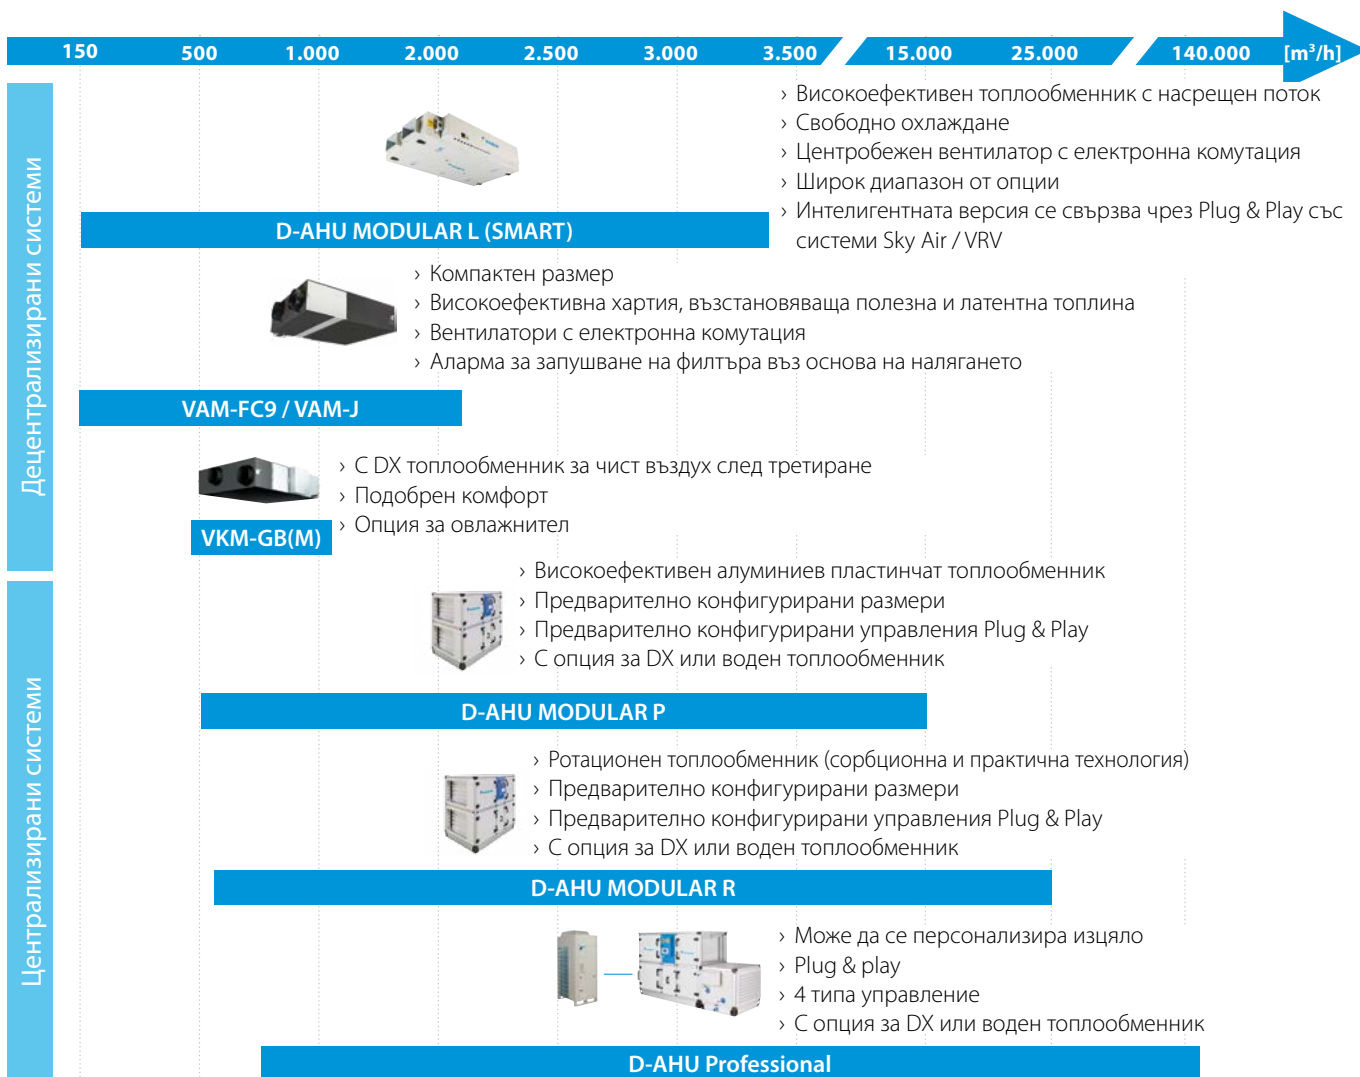 150 500 1.000 2.000 2.500 3.000 3.500 15.000 25.000 140.000 [m³/h]
Децентрализирани системи
› Високоефективен топлообменник с насрещен поток
› Свободно охлаждане
› Центробежен вентилатор с електронна комутация
› Широк диапазон от опции
› Интелигентната версия се свързва чрез Plug & Play със
системи Sky Air / VRV
D-AHU MODULAR L (SMART)
› Компактен размер
› Високоефективна хартия, възстановяваща полезна и латентна топлина
› Вентилатори с електронна комутация
› Аларма за запушване на филтъра въз основа на налягането
VAM-FC9 / VAM-J
› С DX топлообменник за чист въздух след третиране
› Подобрен комфорт
› Опция за овлажнител
VKM-GB(M)
Централизирани системи
› Високоефективен алуминиев пластинчат топлообменник
› Предварително конфигурирани размери
› Предварително конфигурирани управления Plug & Play
› С опция за DX или воден топлообменник
D-AHU MODULAR P
› Ротационен топлообменник (сорбционна и практична технология)
› Предварително конфигурирани размери
› Предварително конфигурирани управления Plug & Play
› С опция за DX или воден топлообменник
D-AHU MODULAR R
› Може да се персонализира изцяло
› Plug & play
› 4 типа управление
› С опция за DX или воден топлообменник
D-AHU Professional